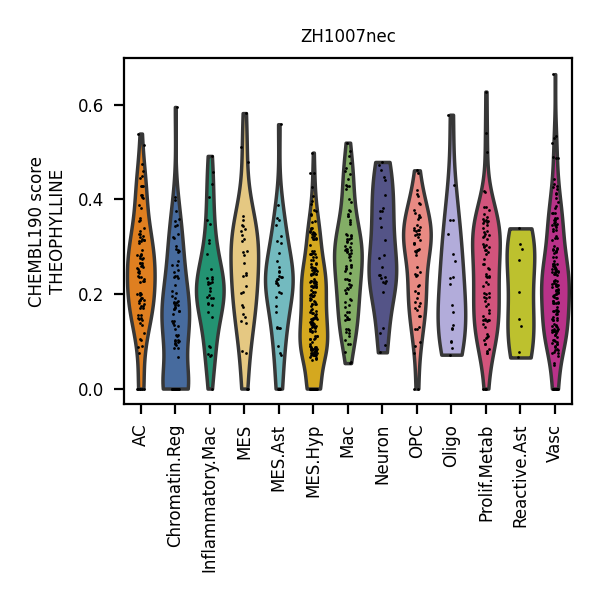 ZH1007nec
CHEMBL190 score
THEOPHYLLINE
0.6
0.4
0.2
0.0
AC
Chromatin.Reg
Inflammatory.Mac
MES
MES.Ast
MES.Hyp
Mac
Neuron
OPC
Oligo
Prolif.Metab
Reactive.Ast
Vasc